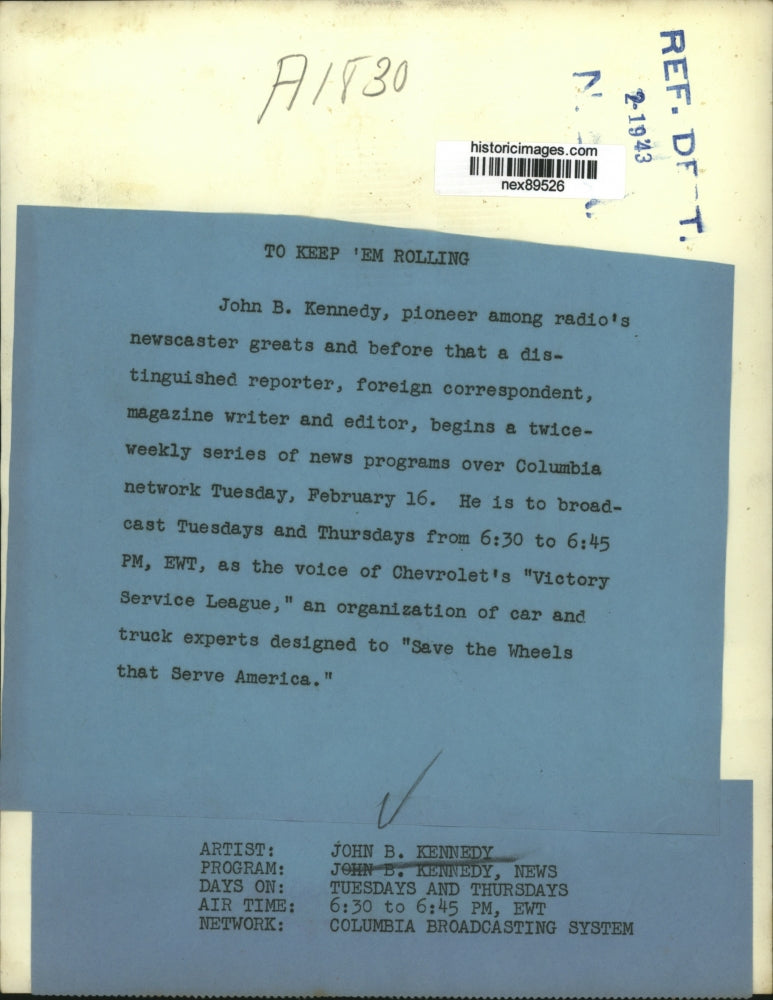 A1830
REF. DE T.
2-1943
N.
historicimages.com
nex89526
TO KEEP 'EM ROLLING
John B. Kennedy, pioneer among radio's
newscaster greats and before that a dis-
tinguished reporter, foreign correspondent,
magazine writer and editor, begins a twice-
weekly series of news programs over Columbia
network Tuesday, February 16. He is to broad-
cast Tuesdays and Thursdays from 6:30 to 6:45
PM, EWT, as the voice of Chevrolet's "Victory
Service League," an organization of car and
truck experts designed to "Save the Wheels
that Serve America."
ARTIST: JOHN B. KENNEDY
PROGRAM: JOHN B. KENNEDY, NEWS
DAYS ON: TUESDAYS AND THURSDAYS
AIR TIME: 6:30 to 6:45 PM, EWT
NETWORK: COLUMBIA BROADCASTING SYSTEM